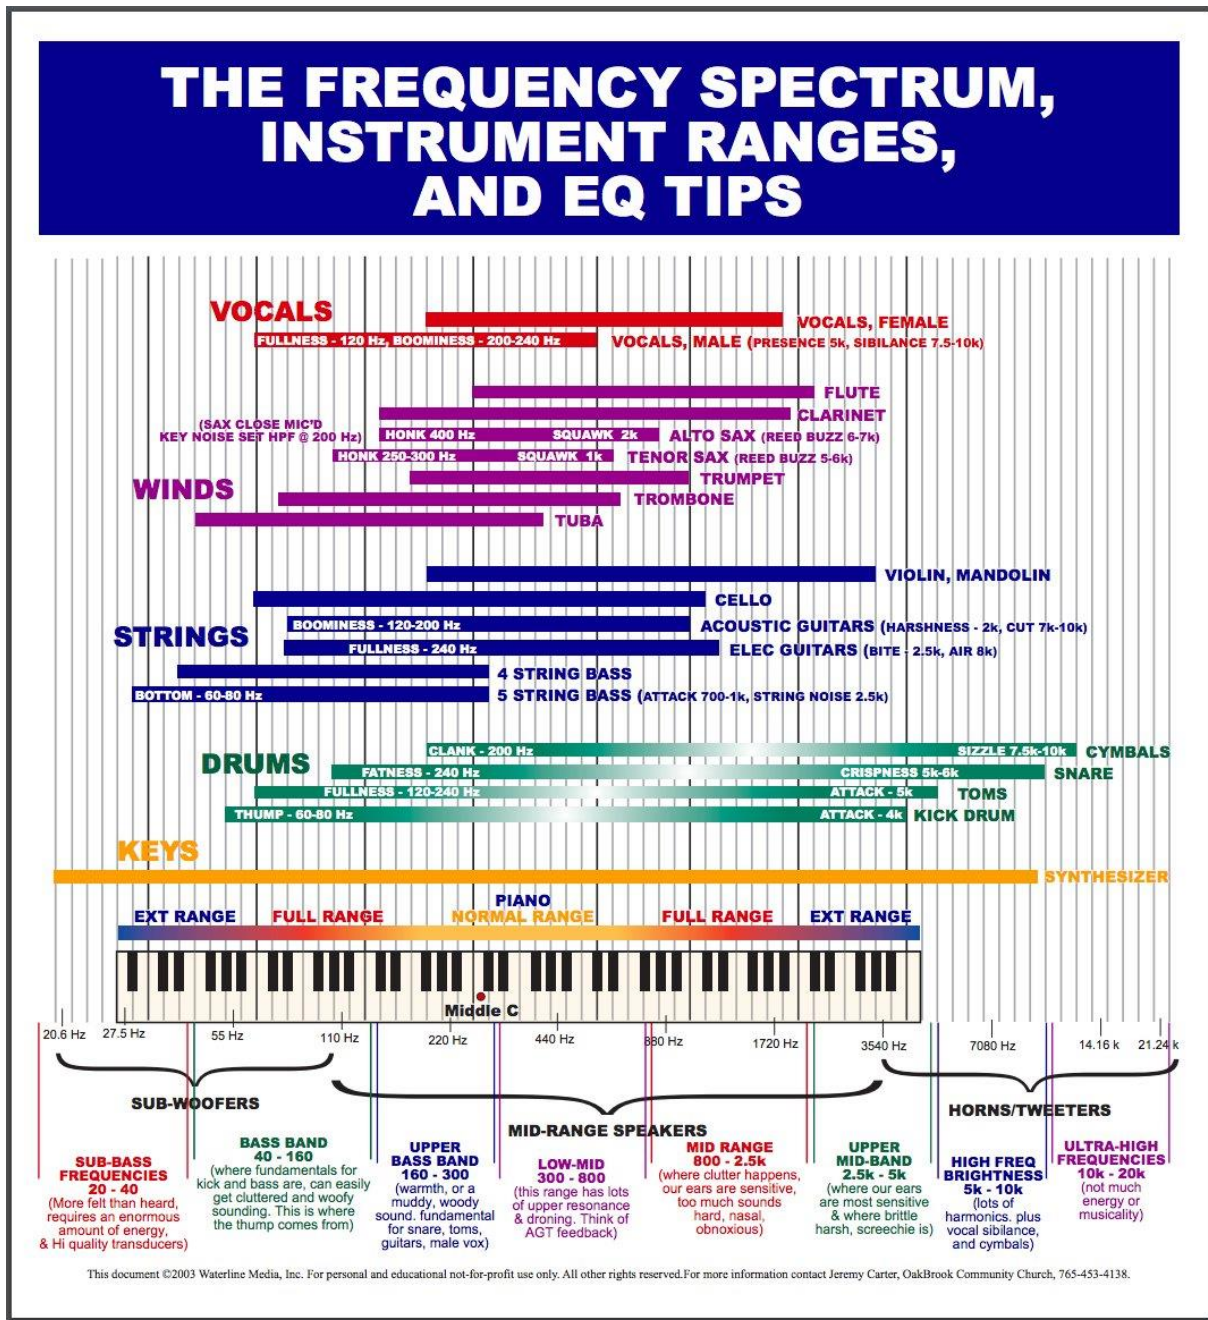 THE FREQUENCY SPECTRUM,
INSTRUMENT RANGES,
AND EQ TIPS
VOCALS
VOCALS, FEMALE
FULLNESS - 120 Hz, BOOMINESS - 200-240 Hz
VOCALS, MALE (PRESENCE 5k, SIBILANCE 7.5-10k)
FLUTE
CLARINET
(SAX CLOSE MIC'D
KEY NOISE SET HPF @ 200 Hz)
HONK 400 Hz SQUAWK 2k
ALTO SAX (REED BUZZ 6-7k)
HONK 250-300 Hz SQUAWK 1k
TENOR SAX (REED BUZZ 5-6k)
WINDS
TRUMPET
TROMBONE
TUBA
VIOLIN, MANDOLIN
CELLO
STRINGS
BOOMINESS - 120-200 Hz
ACOUSTIC GUITARS (HARSHNESS - 2k, CUT 7k-10k)
FULLNESS - 240 Hz
ELEC GUITARS (BITE - 2.5k, AIR 8k)
4 STRING BASS
BOTTOM - 60-80 Hz
5 STRING BASS (ATTACK 700-1k, STRING NOISE 2.5k)
DRUMS
CLANK - 200 Hz SIZZLE 7.5k-10k CYMBALS
FATNESS - 240 Hz CRISPNESS 5k-6k SNARE
FULLNESS - 120-240 Hz ATTACK - 5k TOMS
THUMP - 60-80 Hz ATTACK - 4k KICK DRUM
KEYS
SYNTHESIZER
PIANO
EXT RANGE FULL RANGE NORMAL RANGE FULL RANGE EXT RANGE
Middle C
20.6 Hz 27.5 Hz 55 Hz 110 Hz 220 Hz 440 Hz 880 Hz 1720 Hz 3540 Hz 7080 Hz 14.16 k 21.24 k
SUB-WOOFERS
MID-RANGE SPEAKERS
HORNS/TWEETERS
SUB-BASS
FREQUENCIES
20 - 40
(More felt than heard,
requires an enormous
amount of energy,
& Hi quality transducers)
BASS BAND
40 - 160
(where fundamentals for
kick and bass are, can easily
get cluttered and woofy
sounding. This is where
the thump comes from)
UPPER
BASS BAND
160 - 300
(warmth, or a
muddy, woody
sound. fundamental
for snare, toms,
guitars, male vox)
LOW-MID
300 - 800
(this range has lots
of upper resonance
& droning. Think of
AGT feedback)
MID RANGE
800 - 2.5k
(where clutter happens,
our ears are sensitive,
too much sounds
hard, nasal,
obnoxious)
UPPER
MID-BAND
2.5k - 5k
(where our ears
are most sensitive
& where brittle
harsh, screechie is)
HIGH FREQ
BRIGHTNESS
5k - 10k
(lots of
harmonics. plus
vocal sibilance,
and cymbals)
ULTRA-HIGH
FREQUENCIES
10k - 20k
(not much
energy or
musicality)
This document ©2003 Waterline Media, Inc. For personal and educational not-for-profit use only. All other rights reserved.For more information contact Jeremy Carter, OakBrook Community Church, 765-453-4138.